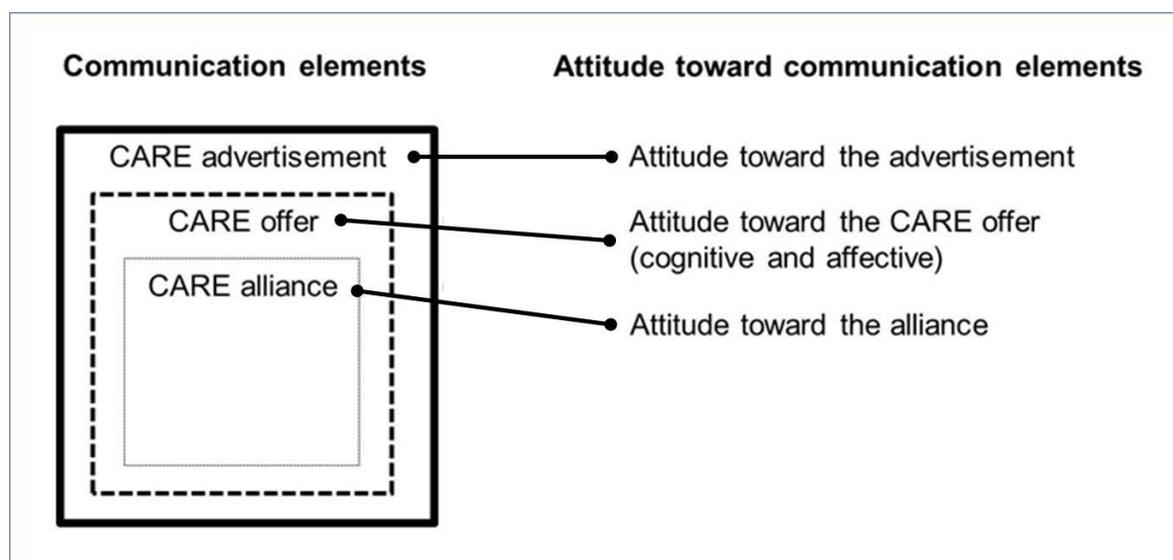 Communication elements
Attitude toward communication elements
CARE advertisement
Attitude toward the advertisement
CARE offer
Attitude toward the CARE offer
(cognitive and affective)
CARE alliance
Attitude toward the alliance